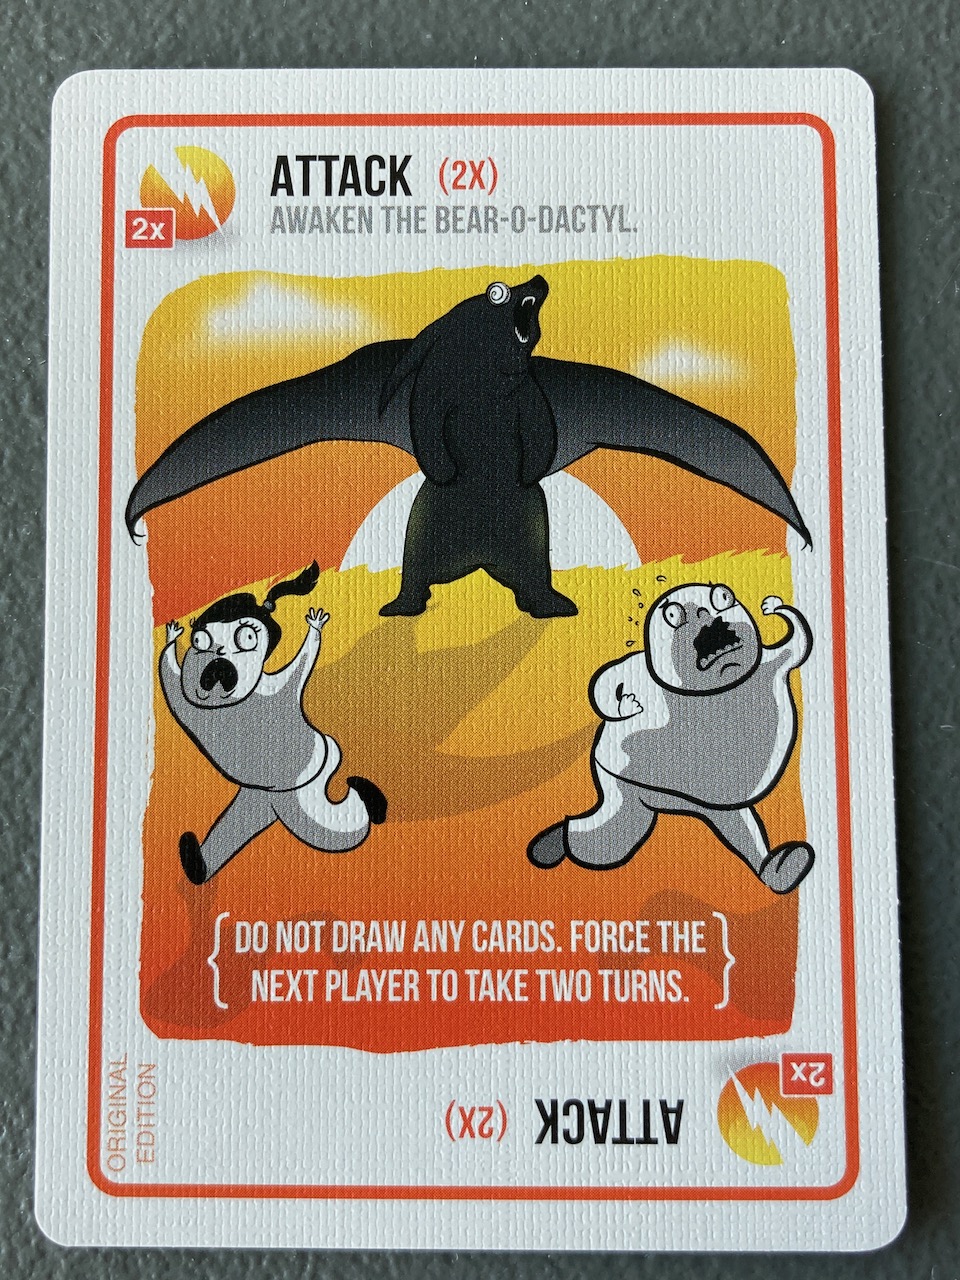 ATTACK (2X)
2x
AWAKEN THE BEAR-O-DACTYL.
{DO NOT DRAW ANY CARDS. FORCE THE
NEXT PLAYER TO TAKE TWO TURNS.}
ORIGINAL
EDITION
2x
ATTACK (2X)